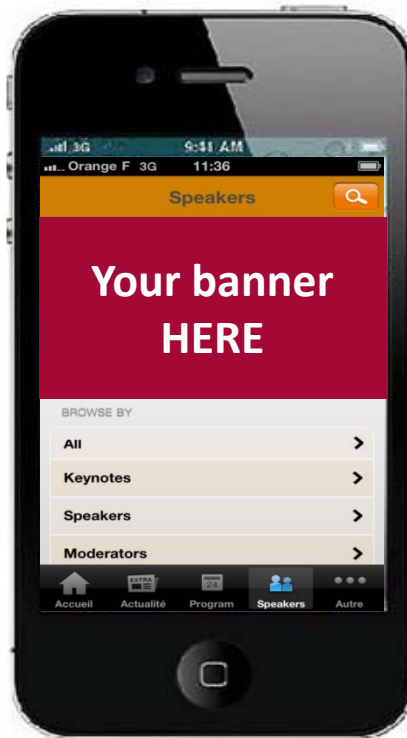 3G 9:41 AM
Orange F 3G 11:36
Speakers
Your banner
HERE
BROWSE BY
All
Keynotes
Speakers
Moderators
EXTRA
24
Accueil Actualité Program Speakers Autre